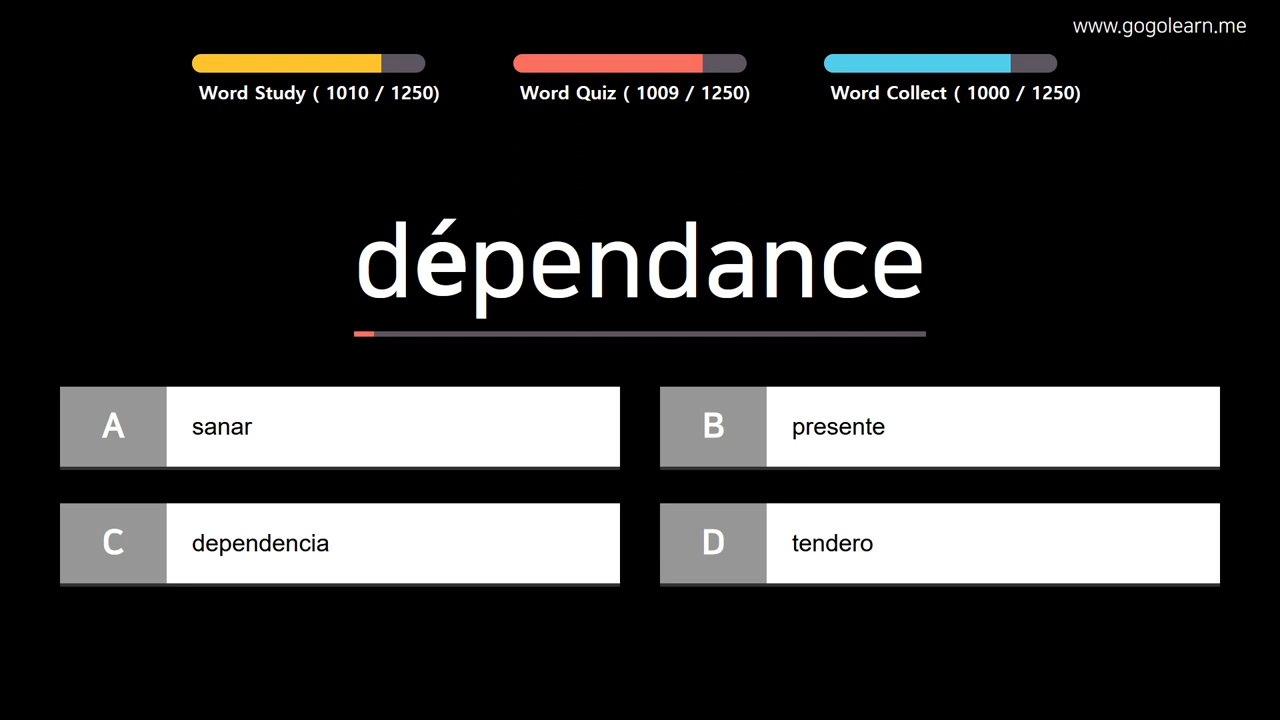 www.gogolearn.me
Word Study ( 1010 / 1250)
Word Quiz ( 1009 / 1250)
Word Collect ( 1000 / 1250)
dépendance
A sanar
B presente
C dependencia
D tendero